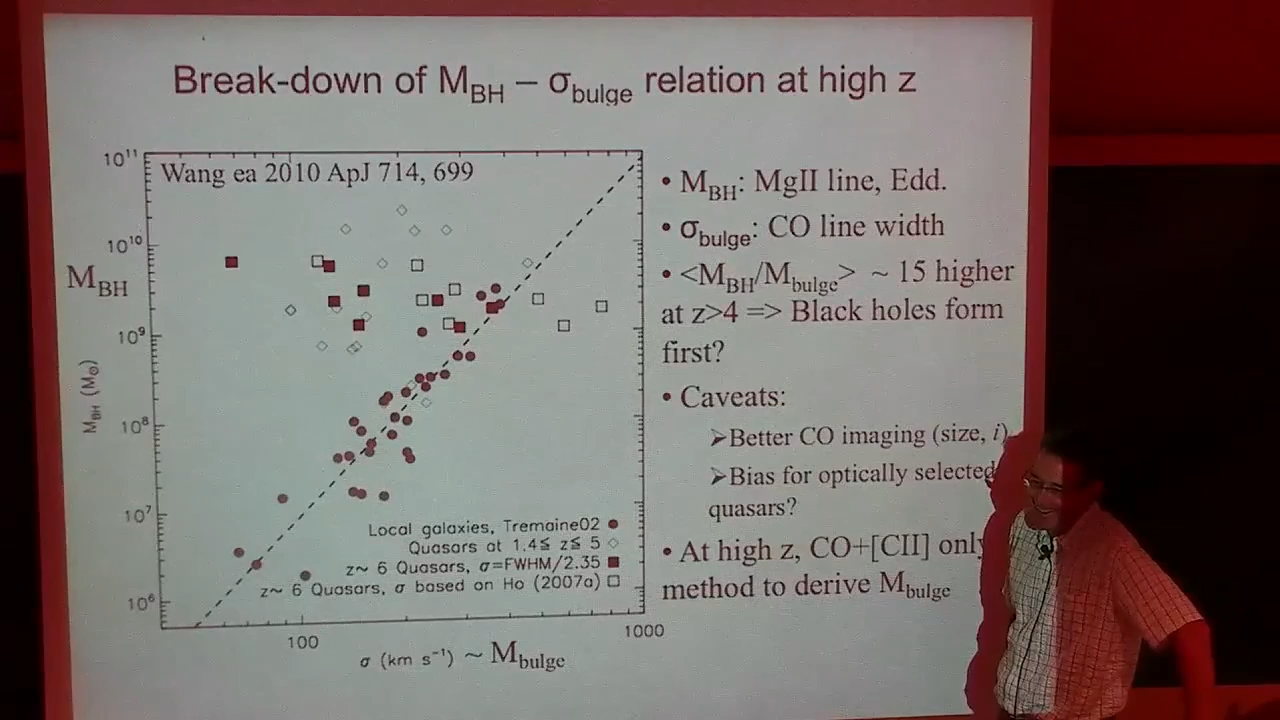 Break-down of M_BH – σ_bulge relation at high z
10^11
Wang ea 2010 ApJ 714, 699
10^10
M_BH
10^9
M_BH (M_⊙)
10^8
10^7
10^6
Local galaxies, Tremaine02 ●
Quasars at 1.4≤ z≤ 5 ◇
z~ 6 Quasars, σ=FWHM/2.35 ■
z~ 6 Quasars, σ based on Ho (2007a) □
100
1000
σ (km s^-1) ~ M_bulge
• M_BH: MgII line, Edd.
• σ_bulge: CO line width
• <M_BH/M_bulge> ~ 15 higher
at z>4 => Black holes form
first?
• Caveats:
➢Better CO imaging (size, i)
➢Bias for optically selected
quasars?
• At high z, CO+[CII] only
method to derive M_bulge